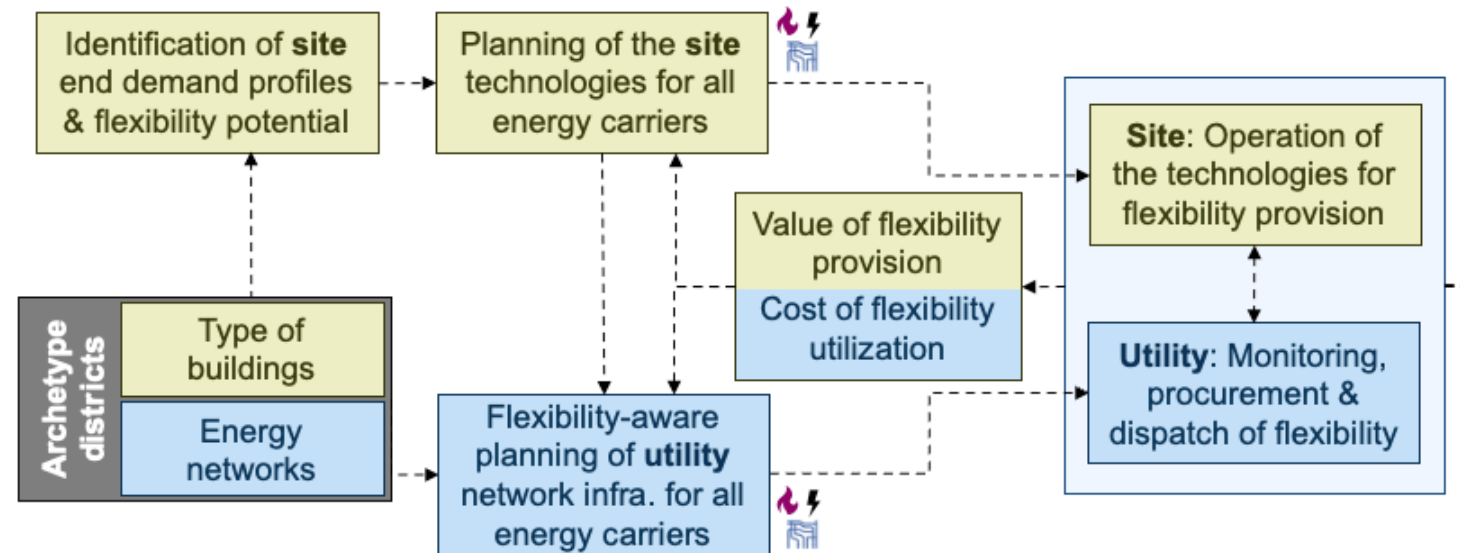 Identification of site
end demand profiles
& flexibility potential
Planning of the site
technologies for all
energy carriers
Site: Operation of
the technologies for
flexibility provision
Value of flexibility
provision
Cost of flexibility
utilization
Archetype
districts
Type of
buildings
Energy
networks
Flexibility-aware
planning of utility
network infra. for all
energy carriers
Utility: Monitoring,
procurement &
dispatch of flexibility